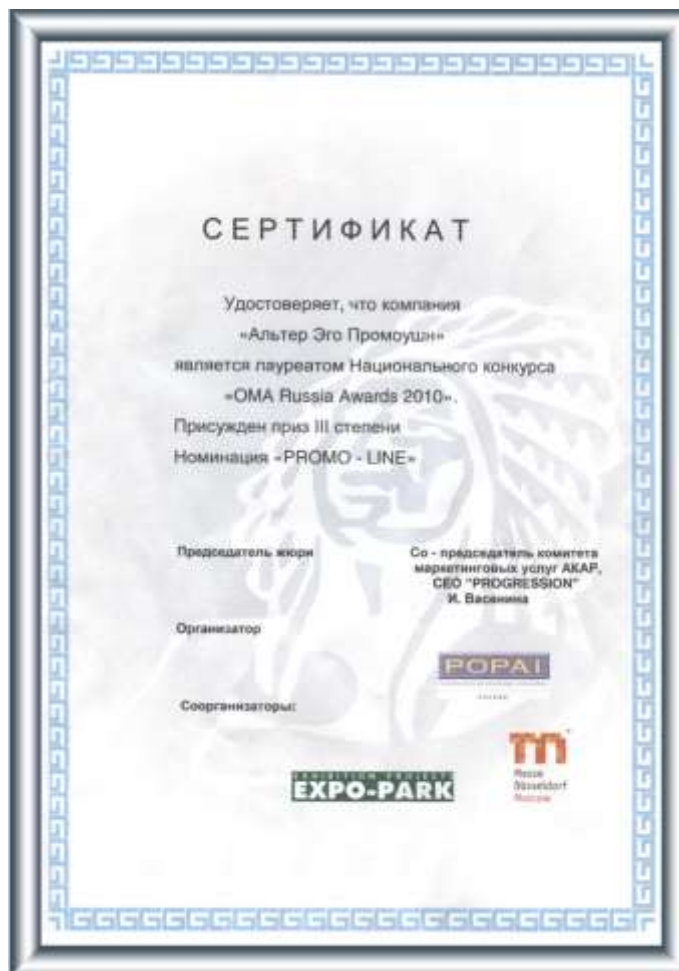 СЕРТИФИКАТ
Удостоверяет, что компания
«Альтер Эго Промоушн»
является лауреатом Национального конкурса
«OMA Russia Awards 2010».
Присужден приз III степени
Номинация «PROMO - LINE»
Председатель жюри
Со - председатель комитета
маркетинговых услуг АКАР,
CEO "PROGRESSION"
И. Васенина
Организатор
POPAI
Соорганизаторы:
EXHIBITION PROJECTS
EXPO-PARK
Messe
Düsseldorf
Moscow